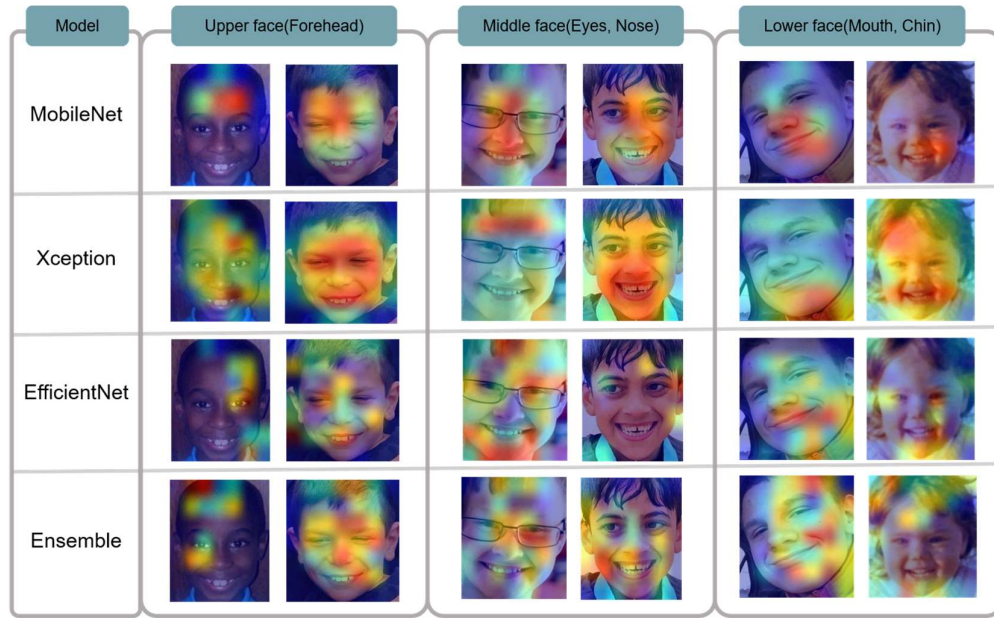 Model
Upper face(Forehead)
Middle face(Eyes, Nose)
Lower face(Mouth, Chin)
MobileNet
Xception
EfficientNet
Ensemble